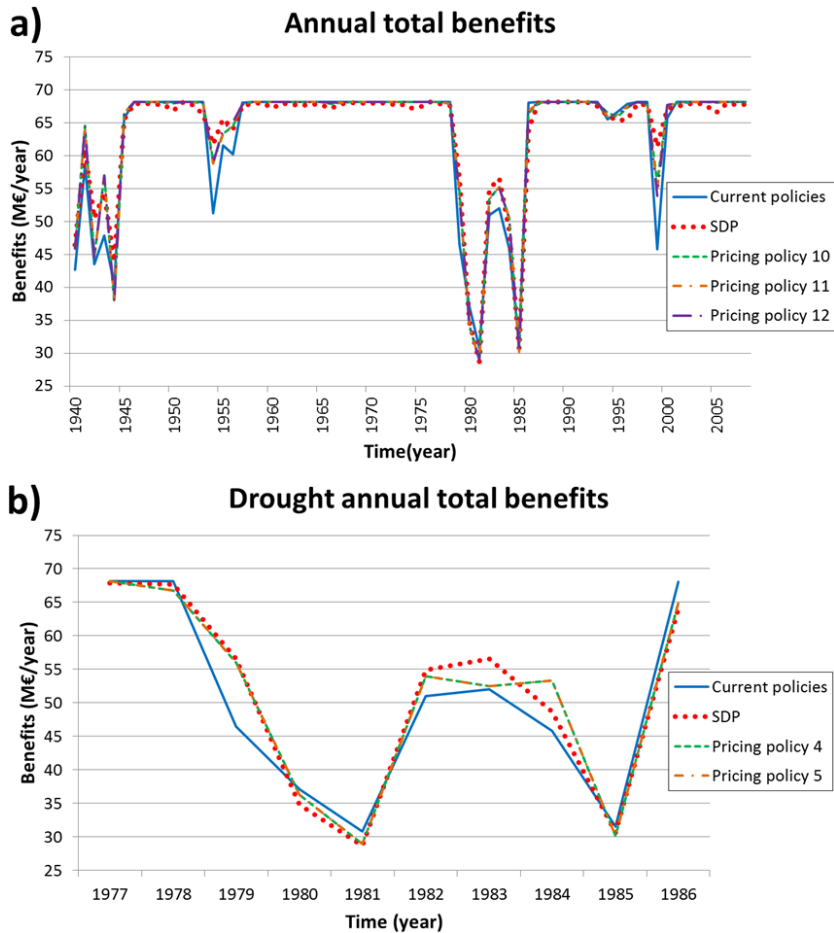 a)
Annual total benefits
Benefits (M€/year)
75
70
65
60
55
50
45
40
35
30
25
1940
1945
1950
1955
1960
1965
1970
1975
1980
1985
1990
1995
2000
2005
Time(year)
Current policies
SDP
Pricing policy 10
Pricing policy 11
Pricing policy 12
b)
Drought annual total benefits
Benefits (M€/year)
75
70
65
60
55
50
45
40
35
30
25
1977 1978 1979 1980 1981 1982 1983 1984 1985 1986
Time (year)
Current policies
SDP
Pricing policy 4
Pricing policy 5